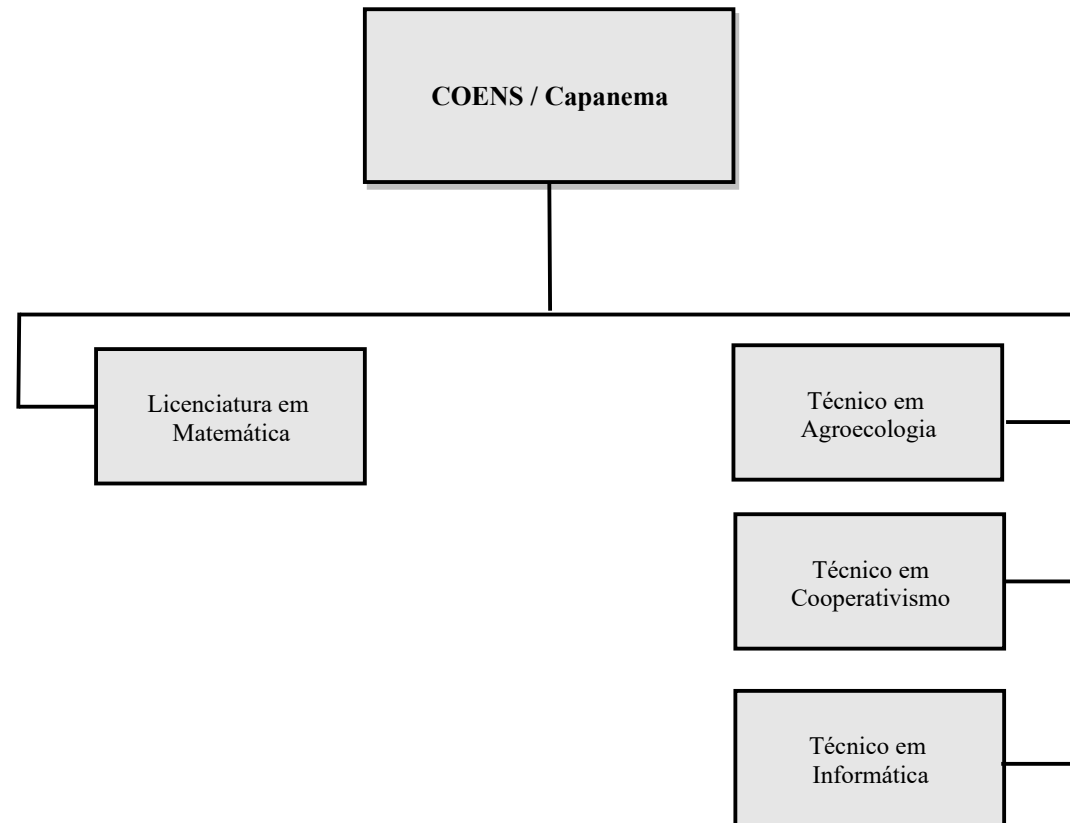 COENS / Capanema
Licenciatura em
Matemática
Técnico em
Agroecologia
Técnico em
Cooperativismo
Técnico em
Informática